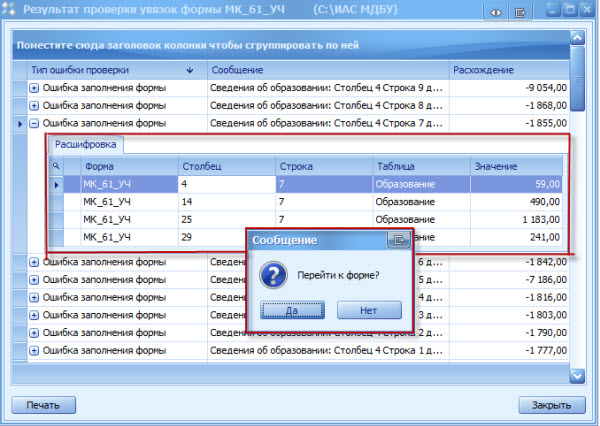 Результат проверки увязок формы МК_61_УЧ (C:\ИАС МДБУ)
Поместите сюда заголовок колонки чтобы сгруппировать по ней
Тип ошибки проверки Сообщение Расхождение
Ошибка заполнения формы Сведения об образовании: Столбец 4 Строка 9 д... -9 054,00
Ошибка заполнения формы Сведения об образовании: Столбец 4 Строка 8 д... -1 868,00
Ошибка заполнения формы Сведения об образовании: Столбец 4 Строка 7 д... -1 855,00
Расшифровка
Форма Столбец Строка Таблица Значение
МК_61_УЧ 4 7 Образование 59,00
МК_61_УЧ 14 7 Образование 490,00
МК_61_УЧ 25 7 Образование 1 183,00
МК_61_УЧ 29 241,00
Сообщение
Перейти к форме?
Да Нет
Ошибка заполнения формы 6 д... -1 842,00
Ошибка заполнения формы 5 д... -7 186,00
Ошибка заполнения формы 4 д... -1 816,00
Ошибка заполнения формы 3 д... -1 803,00
Ошибка заполнения формы Сведения об образовании: Столбец 4 Строка 2 д... -1 790,00
Ошибка заполнения формы Сведения об образовании: Столбец 4 Строка 1 д... -1 777,00
Печать Закрыть